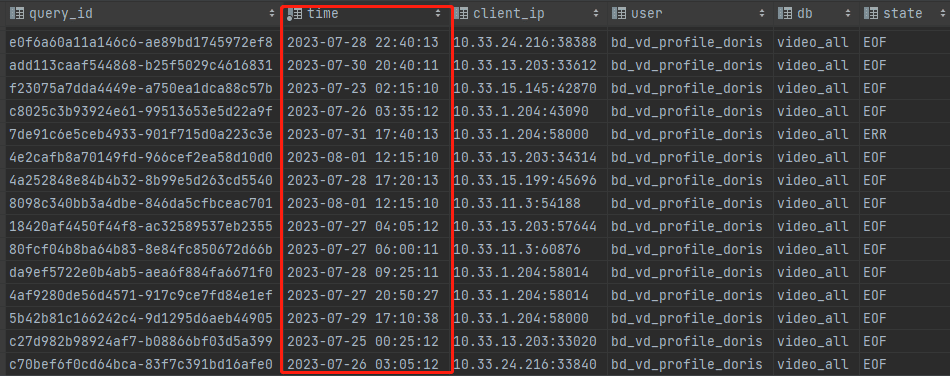 query_id time client_ip user db state
e0f6a60a11a146c6-ae89bd1745972ef8 2023-07-28 22:40:13 10.33.24.216:38388 bd_vd_profile_doris video_all EOF
add113caaf544868-b25f5029c4616831 2023-07-30 20:40:11 10.33.13.203:33612 bd_vd_profile_doris video_all EOF
f23075a7dda4449e-a750ea1dca88c57b 2023-07-23 02:15:10 10.33.15.145:42870 bd_vd_profile_doris video_all EOF
c8025c3b93924e61-99513653e5d22a9f 2023-07-26 03:35:12 10.33.1.204:43090 bd_vd_profile_doris video_all EOF
7de91c6e5ceb4933-901f715d0a223c3e 2023-07-31 17:40:13 10.33.1.204:58000 bd_vd_profile_doris video_all ERR
4e2cafb8a70149fd-966cef2ea58d10d0 2023-08-01 12:15:10 10.33.13.203:34314 bd_vd_profile_doris video_all EOF
4a252848e84b4b32-8b99e5d263cd5540 2023-07-28 17:20:13 10.33.15.199:45696 bd_vd_profile_doris video_all EOF
8098c340bb3a4dbe-846da5cfbceac701 2023-08-01 12:15:10 10.33.11.3:54188 bd_vd_profile_doris video_all EOF
18420af4450f44f8-ac32589537eb2355 2023-07-27 04:05:12 10.33.13.203:57644 bd_vd_profile_doris video_all EOF
80fcf04b8ba64b83-8e84fc850672d66b 2023-07-27 06:00:11 10.33.11.3:60876 bd_vd_profile_doris video_all EOF
da9ef5722e0b4ab5-aea6f884fa6671f0 2023-07-28 09:25:11 10.33.1.204:58014 bd_vd_profile_doris video_all EOF
4af9280de56d4571-917c9ce7fd84e1ef 2023-07-27 20:50:27 10.33.1.204:58014 bd_vd_profile_doris video_all EOF
5b42b81c166242c4-9d1295d6aeb44905 2023-07-29 17:10:38 10.33.1.204:58000 bd_vd_profile_doris video_all EOF
c27d982b98924af7-b08866bf03d5a399 2023-07-25 00:25:12 10.33.13.203:33020 bd_vd_profile_doris video_all EOF
c70bef6f0cd64bca-83f7c391bd16afe0 2023-07-26 03:05:12 10.33.24.216:33840 bd_vd_profile_doris video_all EOF